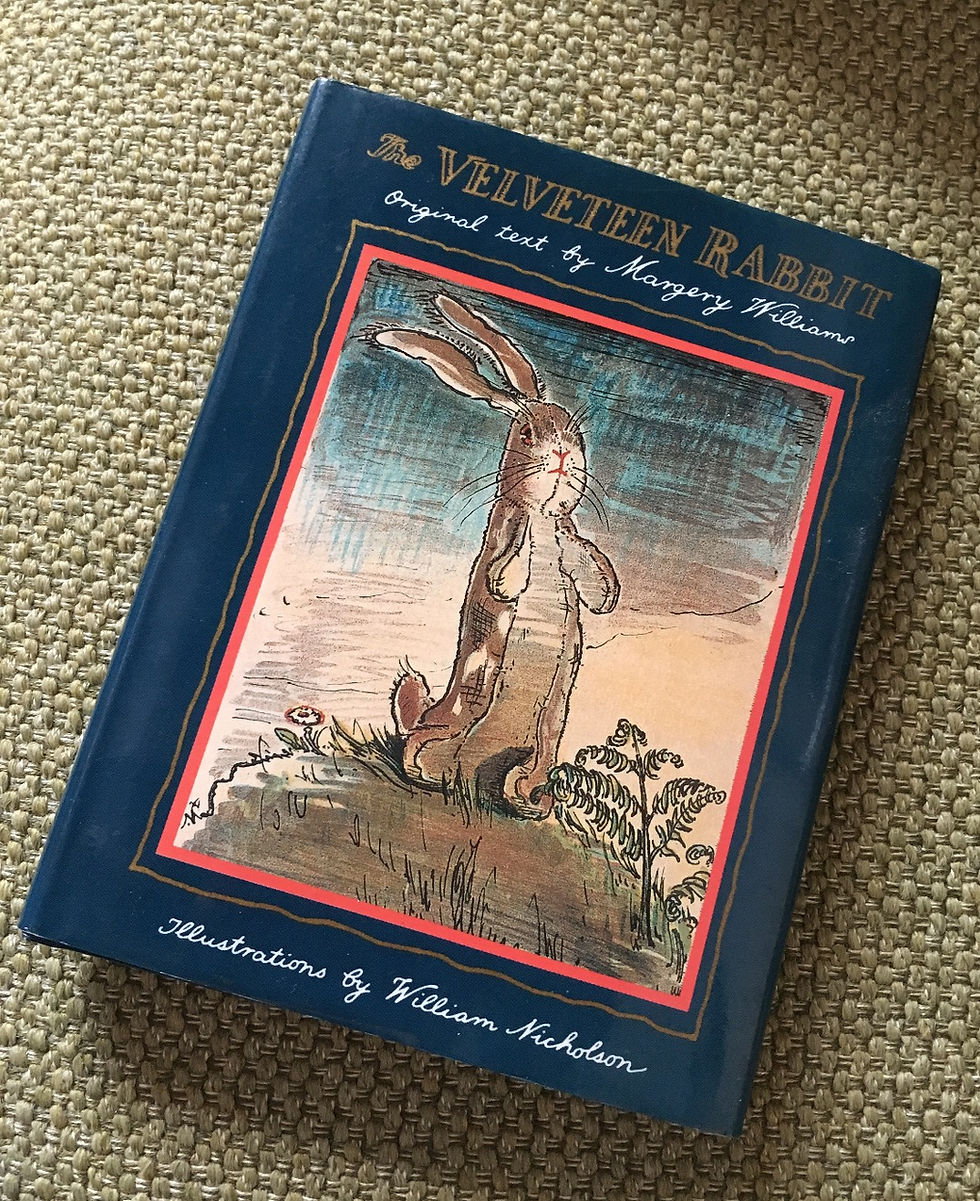 The VELVETEEN RABBIT
Original text by Margery Williams
Illustrations by William Nicholson